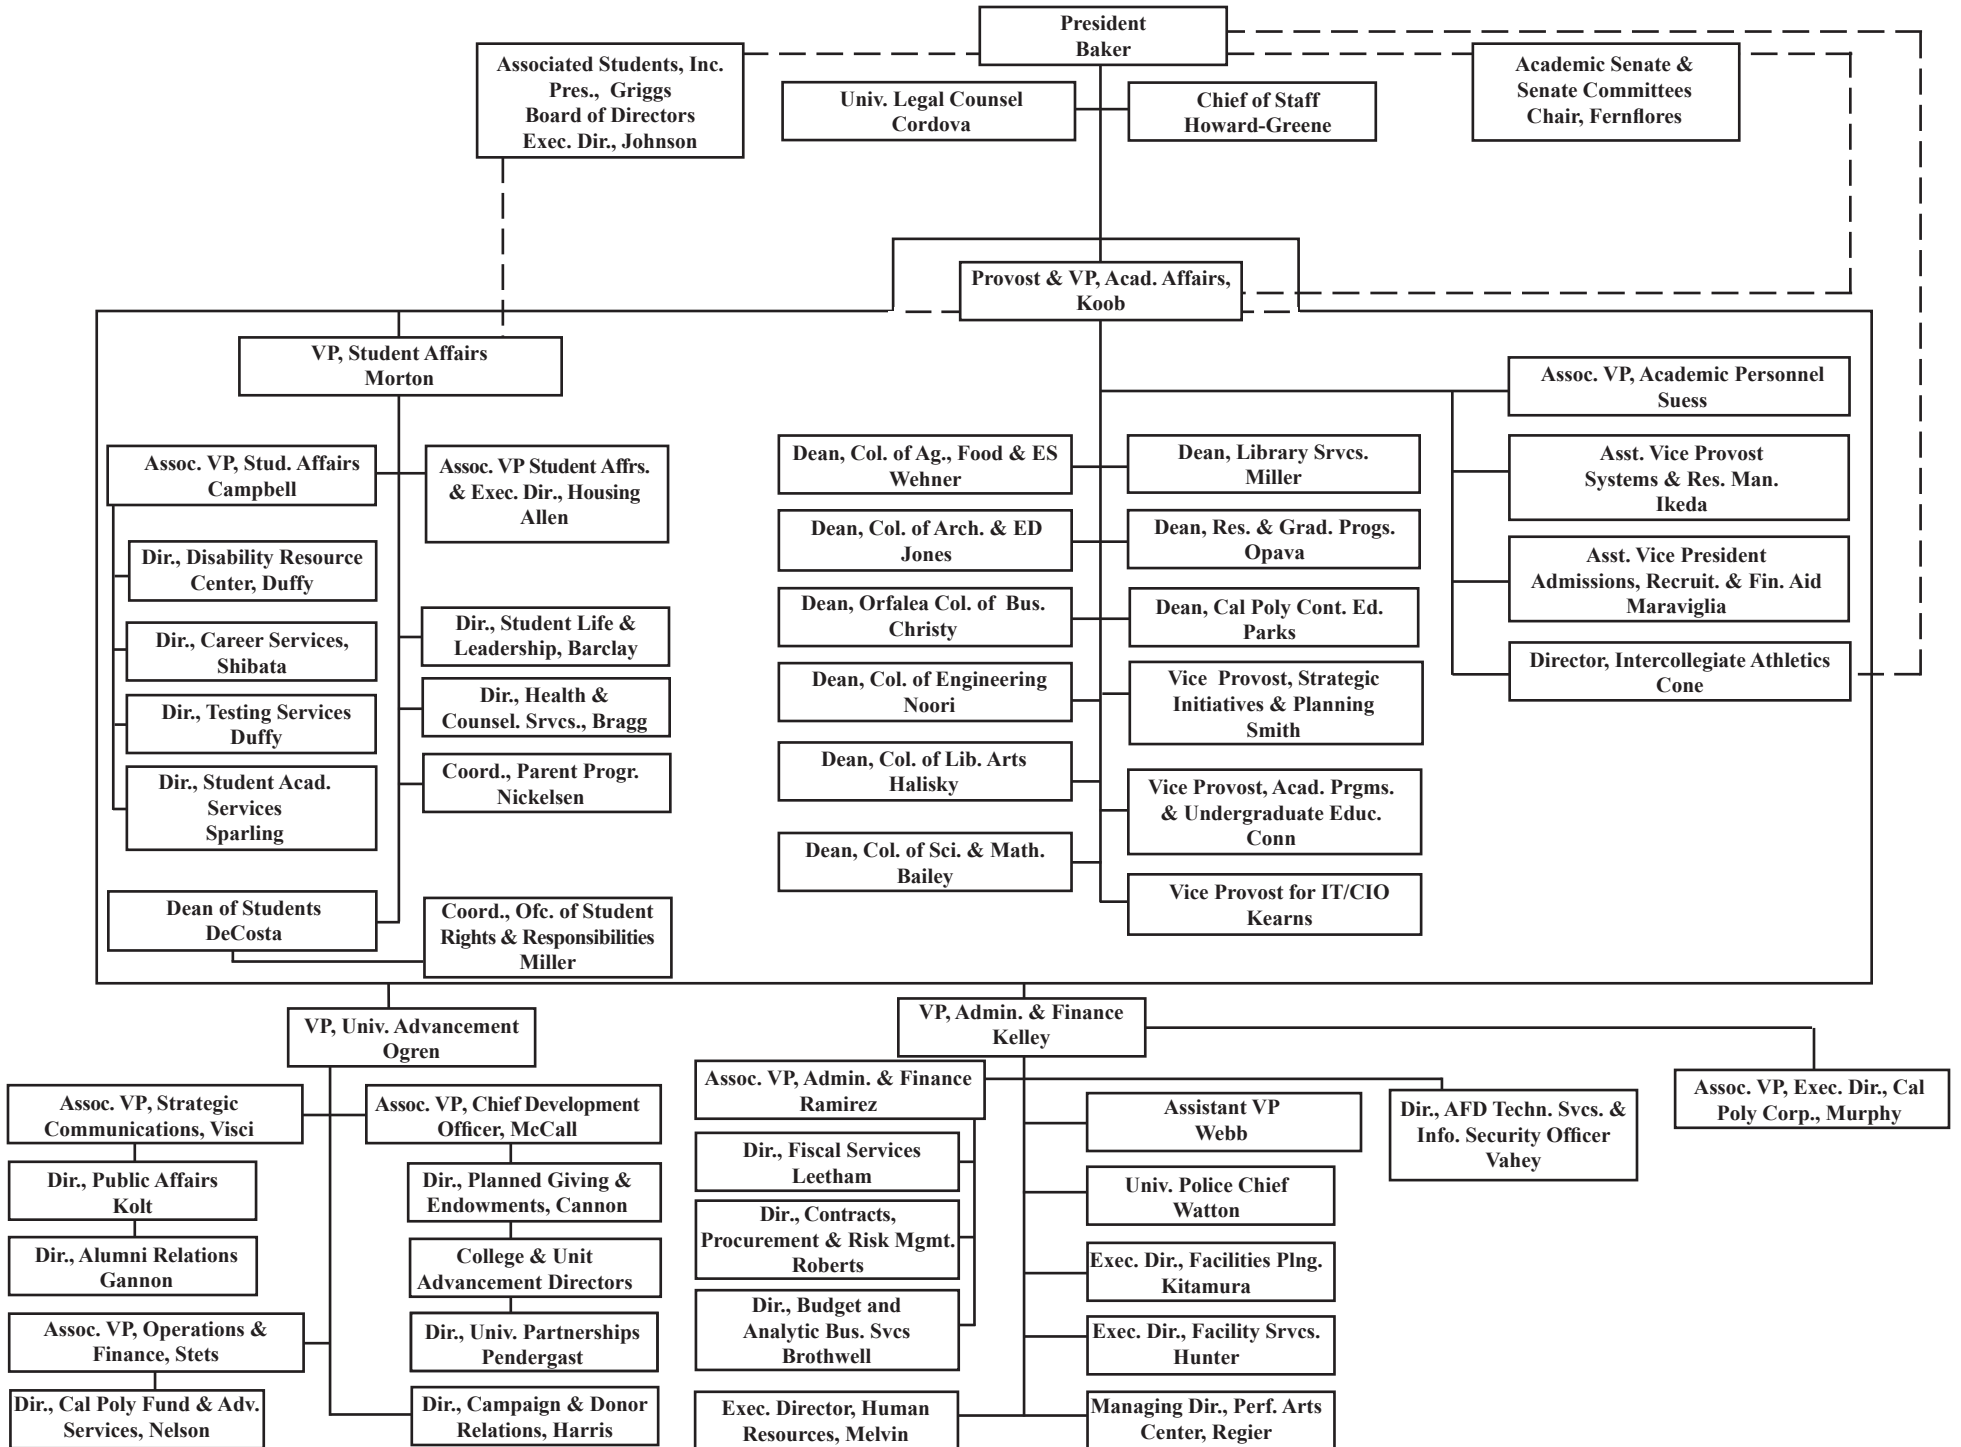 President
Baker
Associated Students, Inc.
Pres., Griggs
Board of Directors
Exec. Dir., Johnson
Univ. Legal Counsel
Cordova
Chief of Staff
Howard-Greene
Academic Senate &
Senate Committees
Chair, Fernflores
Provost & VP, Acad. Affairs,
Koob
VP, Student Affairs
Morton
Assoc. VP, Stud. Affairs
Campbell
Assoc. VP Student Affrs.
& Exec. Dir., Housing
Allen
Dir., Disability Resource
Center, Duffy
Dir., Career Services,
Shibata
Dir., Testing Services
Duffy
Dir., Student Acad.
Services
Sparling
Dir., Student Life &
Leadership, Barclay
Dir., Health &
Counsel. Srvcs., Bragg
Coord., Parent Progr.
Nickelsen
Dean of Students
DeCosta
Coord., Ofc. of Student
Rights & Responsibilities
Miller
Dean, Col. of Ag., Food & ES
Wehner
Dean, Col. of Arch. & ED
Jones
Dean, Orfalea Col. of Bus.
Christy
Dean, Col. of Engineering
Noori
Dean, Col. of Lib. Arts
Halisky
Dean, Col. of Sci. & Math.
Bailey
Dean, Library Srvcs.
Miller
Dean, Res. & Grad. Progs.
Opava
Dean, Cal Poly Cont. Ed.
Parks
Vice Provost, Strategic
Initiatives & Planning
Smith
Vice Provost, Acad. Prgms.
& Undergraduate Educ.
Conn
Vice Provost for IT/CIO
Kearns
Assoc. VP, Academic Personnel
Suess
Asst. Vice Provost
Systems & Res. Man.
Ikeda
Asst. Vice President
Admissions, Recruit. & Fin. Aid
Maraviglia
Director, Intercollegiate Athletics
Cone
VP, Univ. Advancement
Ogren
Assoc. VP, Strategic
Communications, Visci
Dir., Public Affairs
Kolt
Dir., Alumni Relations
Gannon
Assoc. VP, Operations &
Finance, Stets
Dir., Cal Poly Fund & Adv.
Services, Nelson
Assoc. VP, Chief Development
Officer, McCall
Dir., Planned Giving &
Endowments, Cannon
College & Unit
Advancement Directors
Dir., Univ. Partnerships
Pendergast
Dir., Campaign & Donor
Relations, Harris
VP, Admin. & Finance
Kelley
Assoc. VP, Admin. & Finance
Ramirez
Dir., Fiscal Services
Leetham
Dir., Contracts,
Procurement & Risk Mgmt.
Roberts
Dir., Budget and
Analytic Bus. Svcs
Brothwell
Exec. Director, Human
Resources, Melvin
Assistant VP
Webb
Univ. Police Chief
Watton
Exec. Dir., Facilities Plng.
Kitamura
Exec. Dir., Facility Srvcs.
Hunter
Managing Dir., Perf. Arts
Center, Regier
Dir., AFD Techn. Svcs. &
Info. Security Officer
Vahey
Assoc. VP, Exec. Dir., Cal
Poly Corp., Murphy